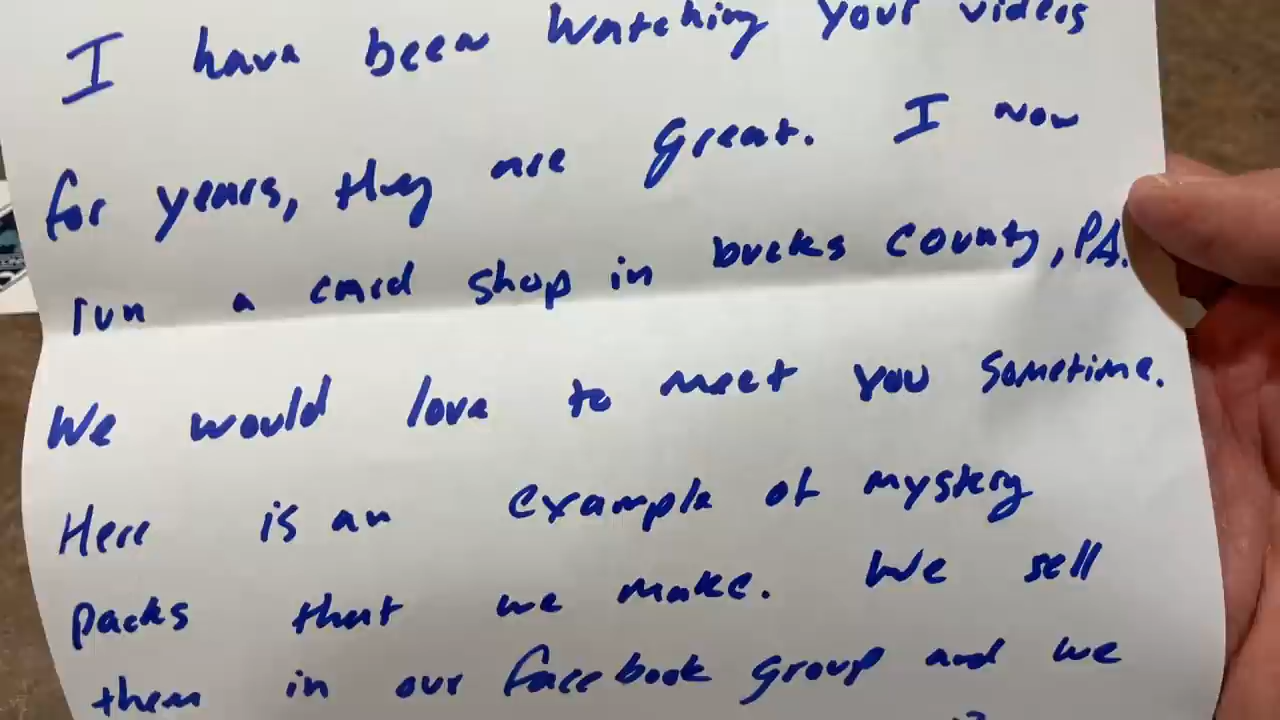 I have been watching your videos
for years, they are great. I now
run a card shop in bucks county, PA.
We would love to meet you sometime.
Here is an example of mystery
packs that we make. We sell
them in our facebook group and we